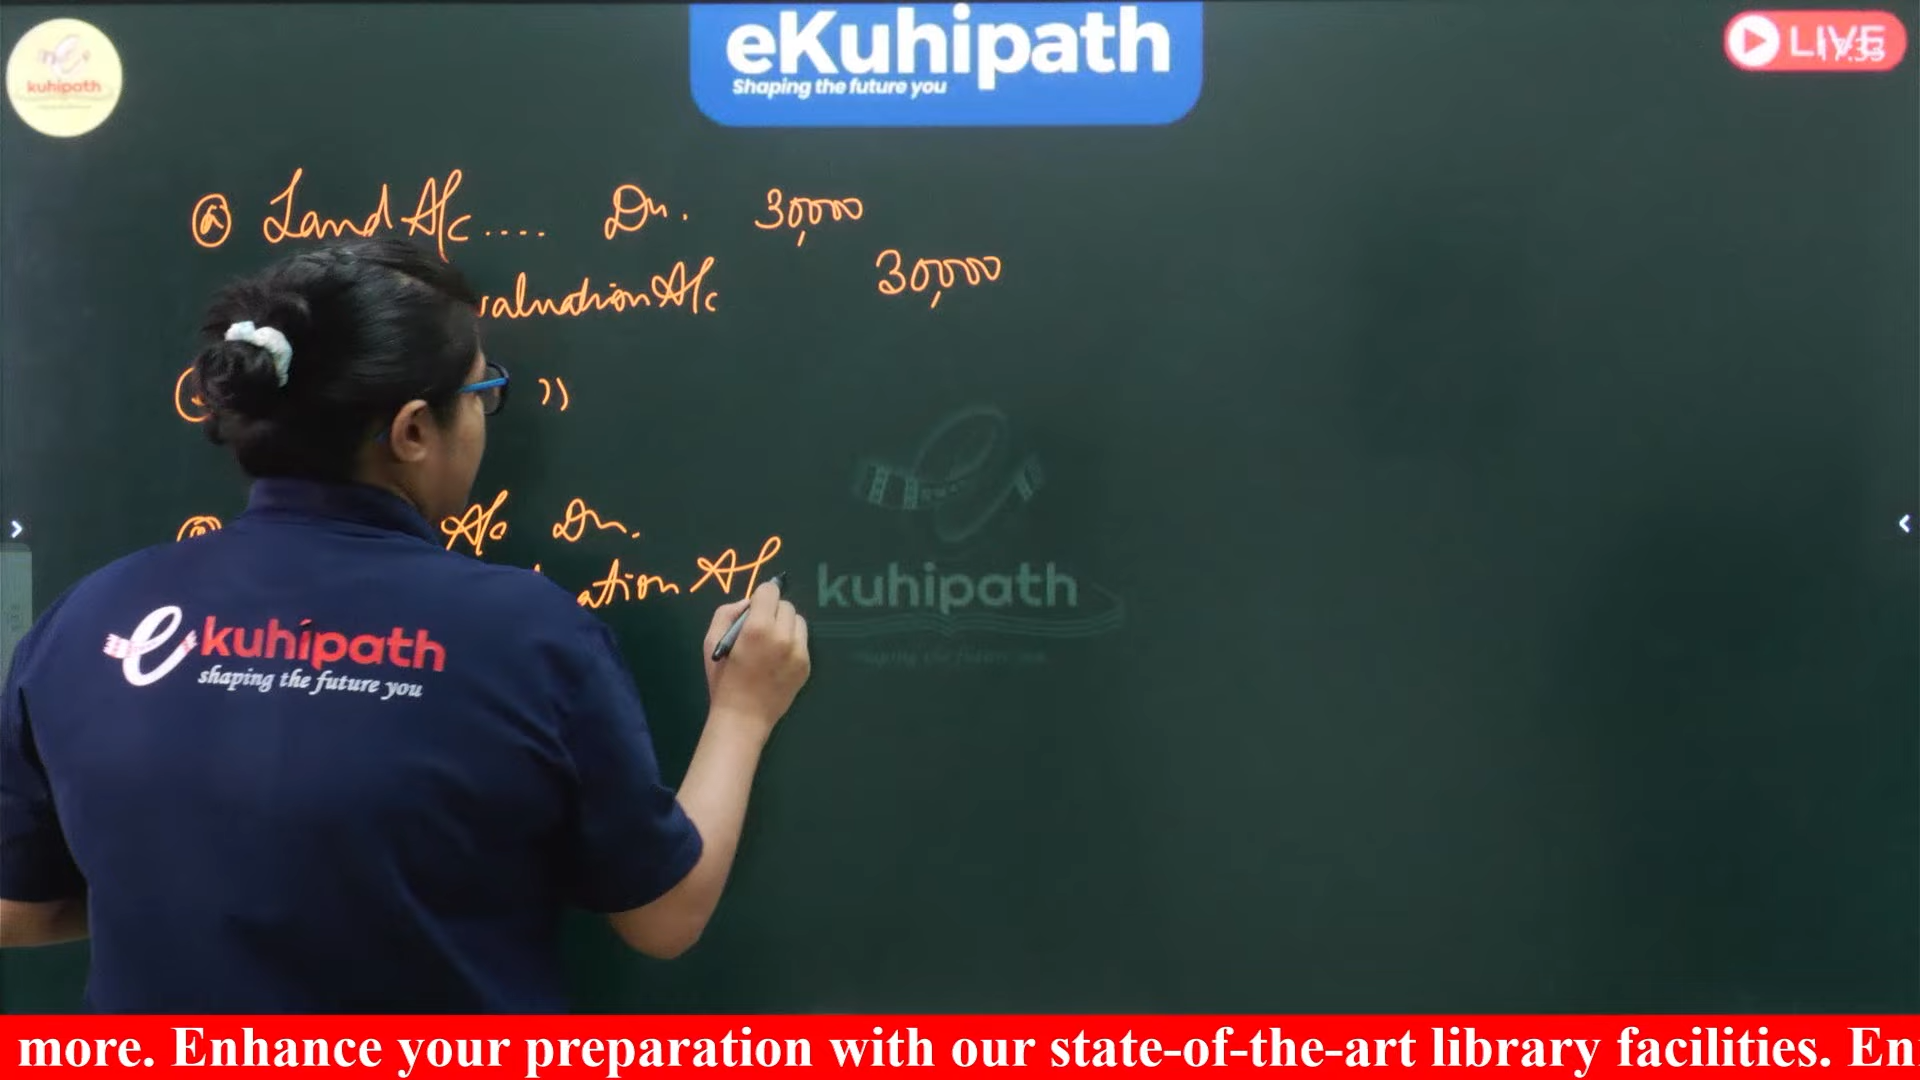 kuhipath
eKuhipath
Shaping the future you
LIVE
(a) Land A/c .... Dr. 30,000
valuation A/c 30,000
"
A/c Dr.
ation A/c
kuhipath
e kuhipath
shaping the future you
more. Enhance your preparation with our state-of-the-art library facilities. En